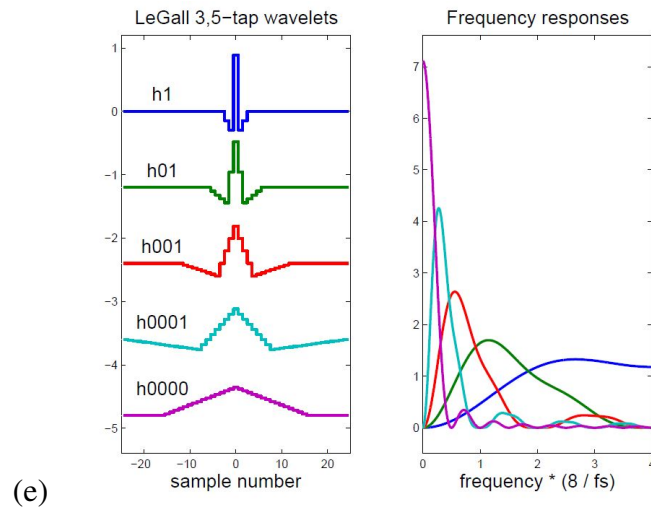 LeGall 3,5-tap wavelets
1
0
-1
-2
-3
-4
-5
h1
h01
h001
h0001
h0000
-20 -10 0 10 20
sample number
Frequency responses
7
6
5
4
3
2
1
0
0 1 2 3 4
frequency * (8 / fs)
(e)